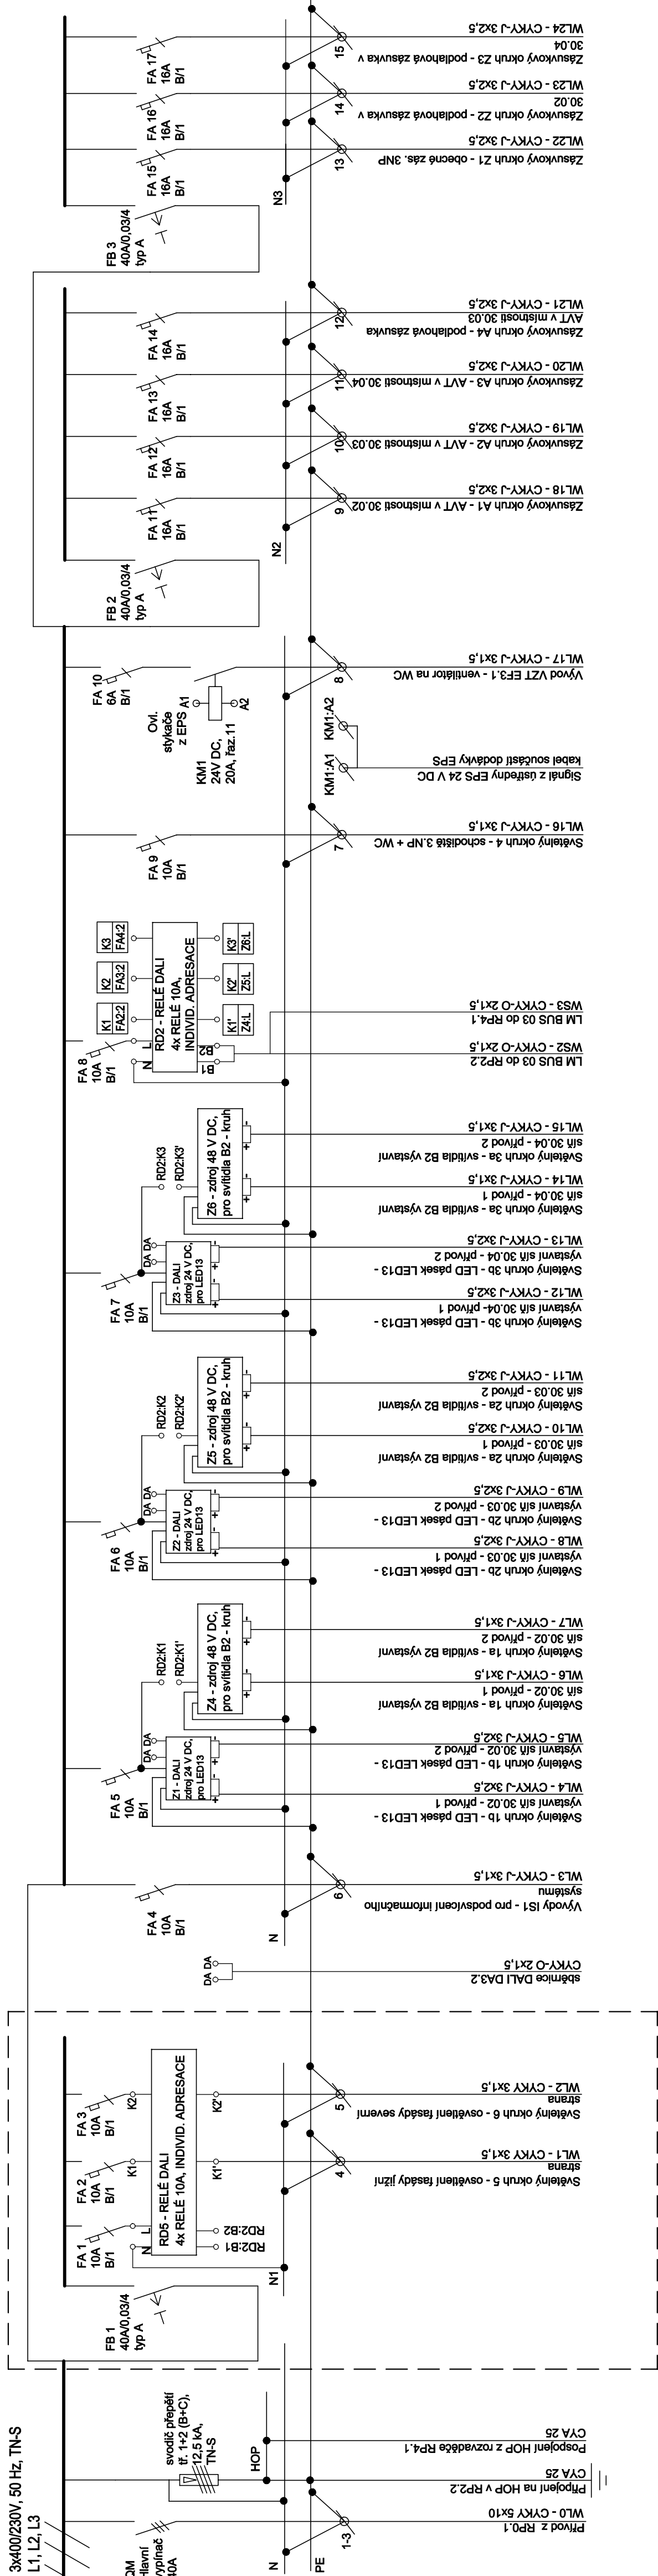 FA 17
16A
B/1
15
Zásuvkový okruh Z3 - podlahová zásuvka v
30.04
WL24 - CYKY-J 3x2,5
FA 16
16A
B/1
14
Zásuvkový okruh Z2 - podlahová zásuvka v
30.02
WL23 - CYKY-J 3x2,5
FA 15
16A
B/1
13
Zásuvkový okruh Z1 - obecné zás. 3NP
WL22 - CYKY-J 3x2,5
N3
FB 3
40A/0,03/4
typ A
FA 14
16A
B/1
12
Zásuvkový okruh A4 - podlahová zásuvka
AVT v místnosti 30.03
WL21 - CYKY-J 3x2,5
FA 13
16A
B/1
11
Zásuvkový okruh A3 - AVT v místnosti 30.04
WL20 - CYKY-J 3x2,5
FA 12
16A
B/1
10
Zásuvkový okruh A2 - AVT v místnosti 30.03
WL19 - CYKY-J 3x2,5
FA 11
16A
B/1
9
Zásuvkový okruh A1 - AVT v místnosti 30.02
WL18 - CYKY-J 3x2,5
N2
FB 2
40A/0,03/4
typ A
FA 10
6A
B/1
8
Vývod VZT EF3.1 - ventilátor na WC
WL17 - CYKY-J 3x1,5
Ovl.
stykače
z EPS
A1
A2
KM1
24V DC,
20A, řaz.11
KM1:A1
KM1:A2
Signál z ústředny EPS 24 V DC
kabel součástí dodávky EPS
FA 9
10A
B/1
7
Světelný okruh 4 - schodiště 3.NP + WC
WL16 - CYKY-J 3x1,5
K1
FA2:2
K2
FA3:2
K3
FA4:2
FA 8
10A
B/1
L
N
RD2 - RELÉ DALI
4x RELÉ 10A,
INDIVID. ADRESACE
B1
B2
K1'
Z4:L
K2'
Z5:L
K3'
Z6:L
LM BUS 03 do RP4.1
WS3 - CYKY-O 2x1,5
LM BUS 03 do RP2.2
WS2 - CYKY-O 2x1,5
RD2:K3
RD2:K3'
Z6 - zdroj 48 V DC,
pro svítidla B2 - kruh
+
-
+
-
Světelný okruh 3a - svítidla B2 výstavní
síň 30.04 - přívod 2
WL15 - CYKY-J 3x1,5
Světelný okruh 3a - svítidla B2 výstavní
síň 30.04 - přívod 1
WL14 - CYKY-J 3x1,5
FA 7
10A
B/1
DA DA
Z3 - DALI
zdroj 24 V DC,
pro LED13
+
-
+
-
Světelný okruh 3b - LED pásek LED13 -
výstavní síň 30.04 - přívod 2
WL13 - CYKY-J 3x2,5
Světelný okruh 3b - LED pásek LED13 -
výstavní síň 30.04- přívod 1
WL12 - CYKY-J 3x2,5
RD2:K2
RD2:K2'
Z5 - zdroj 48 V DC,
pro svítidla B2 - kruh
+
-
+
-
Světelný okruh 2a - svítidla B2 výstavní
síň 30.03 - přívod 2
WL11 - CYKY-J 3x2,5
Světelný okruh 2a - svítidla B2 výstavní
síň 30.03 - přívod 1
WL10 - CYKY-J 3x2,5
FA 6
10A
B/1
DA DA
Z2 - DALI
zdroj 24 V DC,
pro LED13
+
-
+
-
Světelný okruh 2b - LED pásek LED13 -
výstavní síň 30.03 - přívod 2
WL9 - CYKY-J 3x2,5
Světelný okruh 2b - LED pásek LED13 -
výstavní síň 30.03 - přívod 1
WL8 - CYKY-J 3x2,5
RD2:K1
RD2:K1'
Z4 - zdroj 48 V DC,
pro svítidla B2 - kruh
+
-
+
-
Světelný okruh 1a - svítidla B2 výstavní
síň 30.02 - přívod 2
WL7 - CYKY-J 3x1,5
Světelný okruh 1a - svítidla B2 výstavní
síň 30.02 - přívod 1
WL6 - CYKY-J 3x1,5
FA 5
10A
B/1
DA DA
Z1 - DALI
zdroj 24 V DC,
pro LED13
+
-
+
-
Světelný okruh 1b - LED pásek LED13 -
výstavní síň 30.02 - přívod 2
WL5 - CYKY-J 3x2,5
Světelný okruh 1b - LED pásek LED13 -
výstavní síň 30.02 - přívod 1
WL4 - CYKY-J 3x2,5
FA 4
10A
B/1
6
Vývody IS1 - pro podsvícení informačního
systému
WL3 - CYKY-J 3x1,5
N
DA DA
sběrnice DALI DA3.2
CYKY-O 2x1,5
FA 3
10A
B/1
K2
K2'
5
Světelný okruh 6 - osvětlení fasády severní
strana
WL2 - CYKY 3x1,5
FA 2
10A
B/1
K1
K1'
4
Světelný okruh 5 - osvětlení fasády jižní
strana
WL1 - CYKY 3x1,5
FA 1
10A
B/1
L
N
RD5 - RELÉ DALI
4x RELÉ 10A, INDIVID. ADRESACE
RD2:B2
RD2:B1
N1
FB 1
40A/0,03/4
typ A
3x400/230V, 50 Hz, TN-S
L1, L2, L3
svodič přepětí
tř. 1+2 (B+C),
12,5 kA,
TN-S
HOP
Pospojení HOP z rozvaděče RP4.1
CYA 25
Připojení na HOP v RP2.2
CYA 25
QM
Hlavní
vypínač
40A
1-3
Přívod z RP0.1
WL0 - CYKY 5x10
N
PE